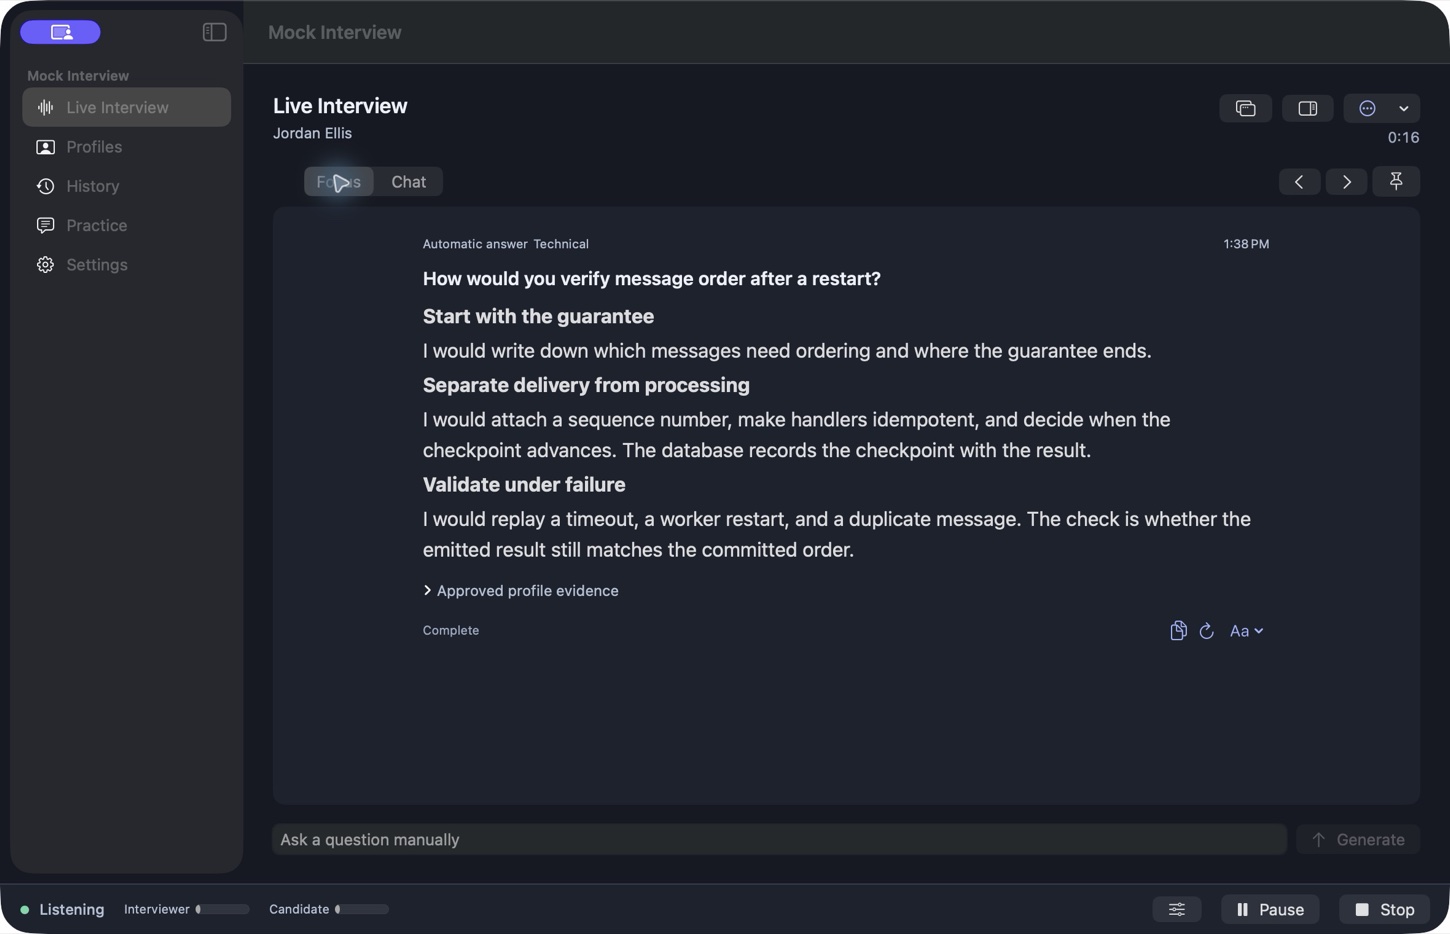 Mock Interview
Mock Interview
Live Interview
Profiles
History
Practice
Settings
Live Interview
Jordan Ellis
0:16
Focus
Chat
Automatic answer Technical
1:38 PM
How would you verify message order after a restart?
Start with the guarantee
I would write down which messages need ordering and where the guarantee ends.
Separate delivery from processing
I would attach a sequence number, make handlers idempotent, and decide when the
checkpoint advances. The database records the checkpoint with the result.
Validate under failure
I would replay a timeout, a worker restart, and a duplicate message. The check is whether the
emitted result still matches the committed order.
Approved profile evidence
Complete
Aa
Ask a question manually
Generate
Listening
Interviewer
Candidate
Pause
Stop